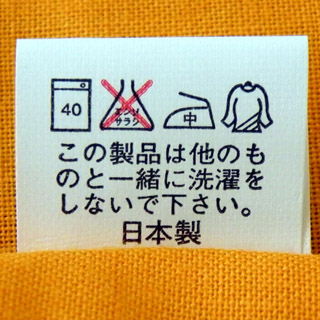 40
エンソ
サラシ
中
この製品は他のも
のと一緒に洗濯を
しないで下さい。
日本製